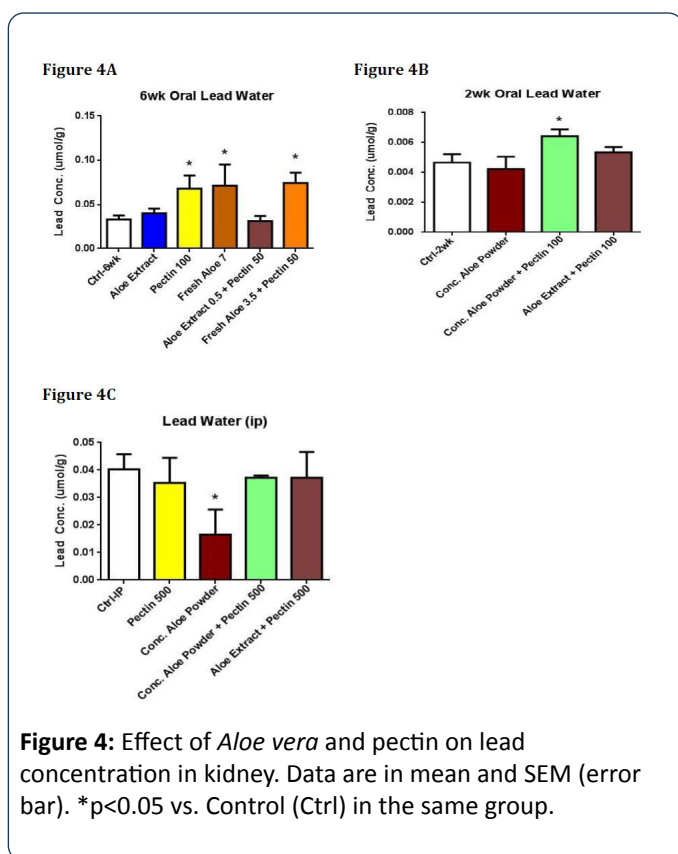 Figure 4A
6wk Oral Lead Water
Lead Conc. (umol/g)
0.15
0.10
0.05
0.00
*
*
*
Ctrl-6wk
Aloe Extract
Pectin 100
Fresh Aloe 7
Aloe Extract 0.5 + Pectin 50
Fresh Aloe 3.5 + Pectin 50
Figure 4B
2wk Oral Lead Water
Lead Conc. (umol/g)
0.008
0.006
0.004
0.002
0.000
*
Ctrl-2wk
Conc. Aloe Powder
Conc. Aloe Powder + Pectin 100
Aloe Extract + Pectin 100
Figure 4C
Lead Water (ip)
Lead Conc. (umol/g)
0.05
0.04
0.03
0.02
0.01
0.00
*
Ctrl-IP
Pectin 500
Conc. Aloe Powder
Conc. Aloe Powder + Pectin 500
Aloe Extract + Pectin 500
Figure 4: Effect of Aloe vera and pectin on lead
concentration in kidney. Data are in mean and SEM (error
bar). *p<0.05 vs. Control (Ctrl) in the same group.